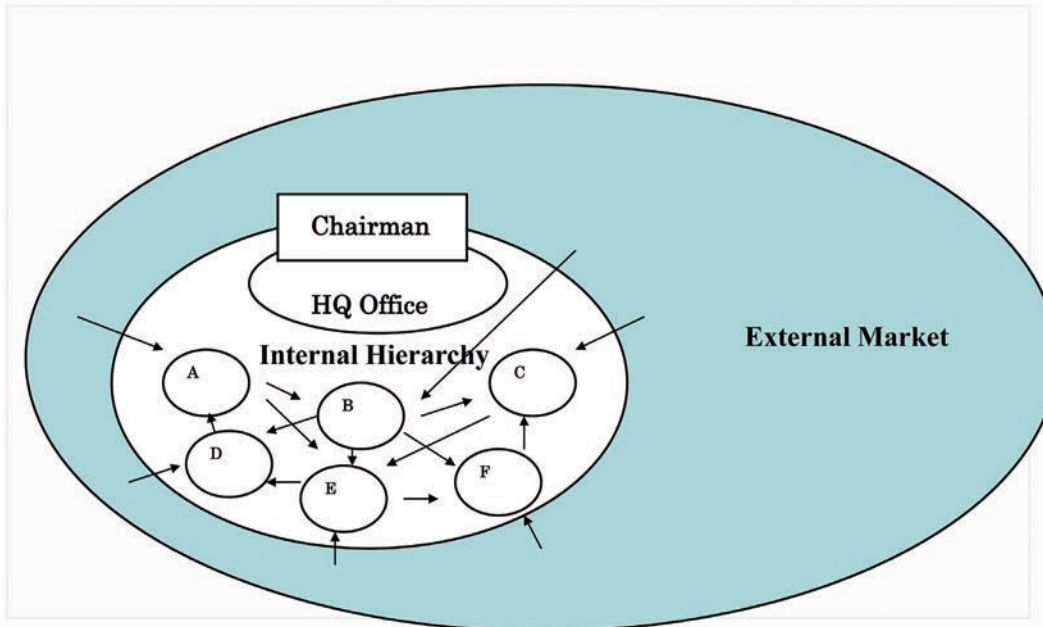 Chairman
HQ Office
External Market
Internal Hierarchy
A
C
B
D
F
E